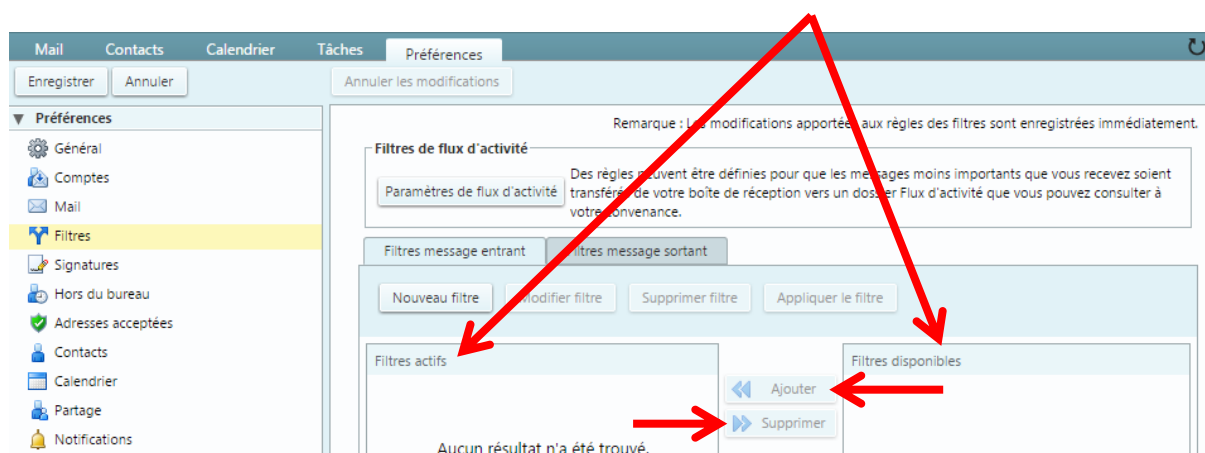 Mail Contacts Calendrier Tâches Préférences
Enregistrer Annuler Annuler les modifications
Préférences
Général
Comptes
Mail
Filtres
Signatures
Hors du bureau
Adresses acceptées
Contacts
Calendrier
Partage
Notifications
Remarque : Les modifications apportées aux règles des filtres sont enregistrées immédiatement.
Filtres de flux d'activité
Paramètres de flux d'activité
Des règles peuvent être définies pour que les messages moins importants que vous recevez soient
transférés de votre boîte de réception vers un dossier Flux d'activité que vous pouvez consulter à
votre convenance.
Filtres message entrant Filtres message sortant
Nouveau filtre Modifier filtre Supprimer filtre Appliquer le filtre
Filtres actifs
Aucun résultat n'a été trouvé.
Ajouter
Supprimer
Filtres disponibles